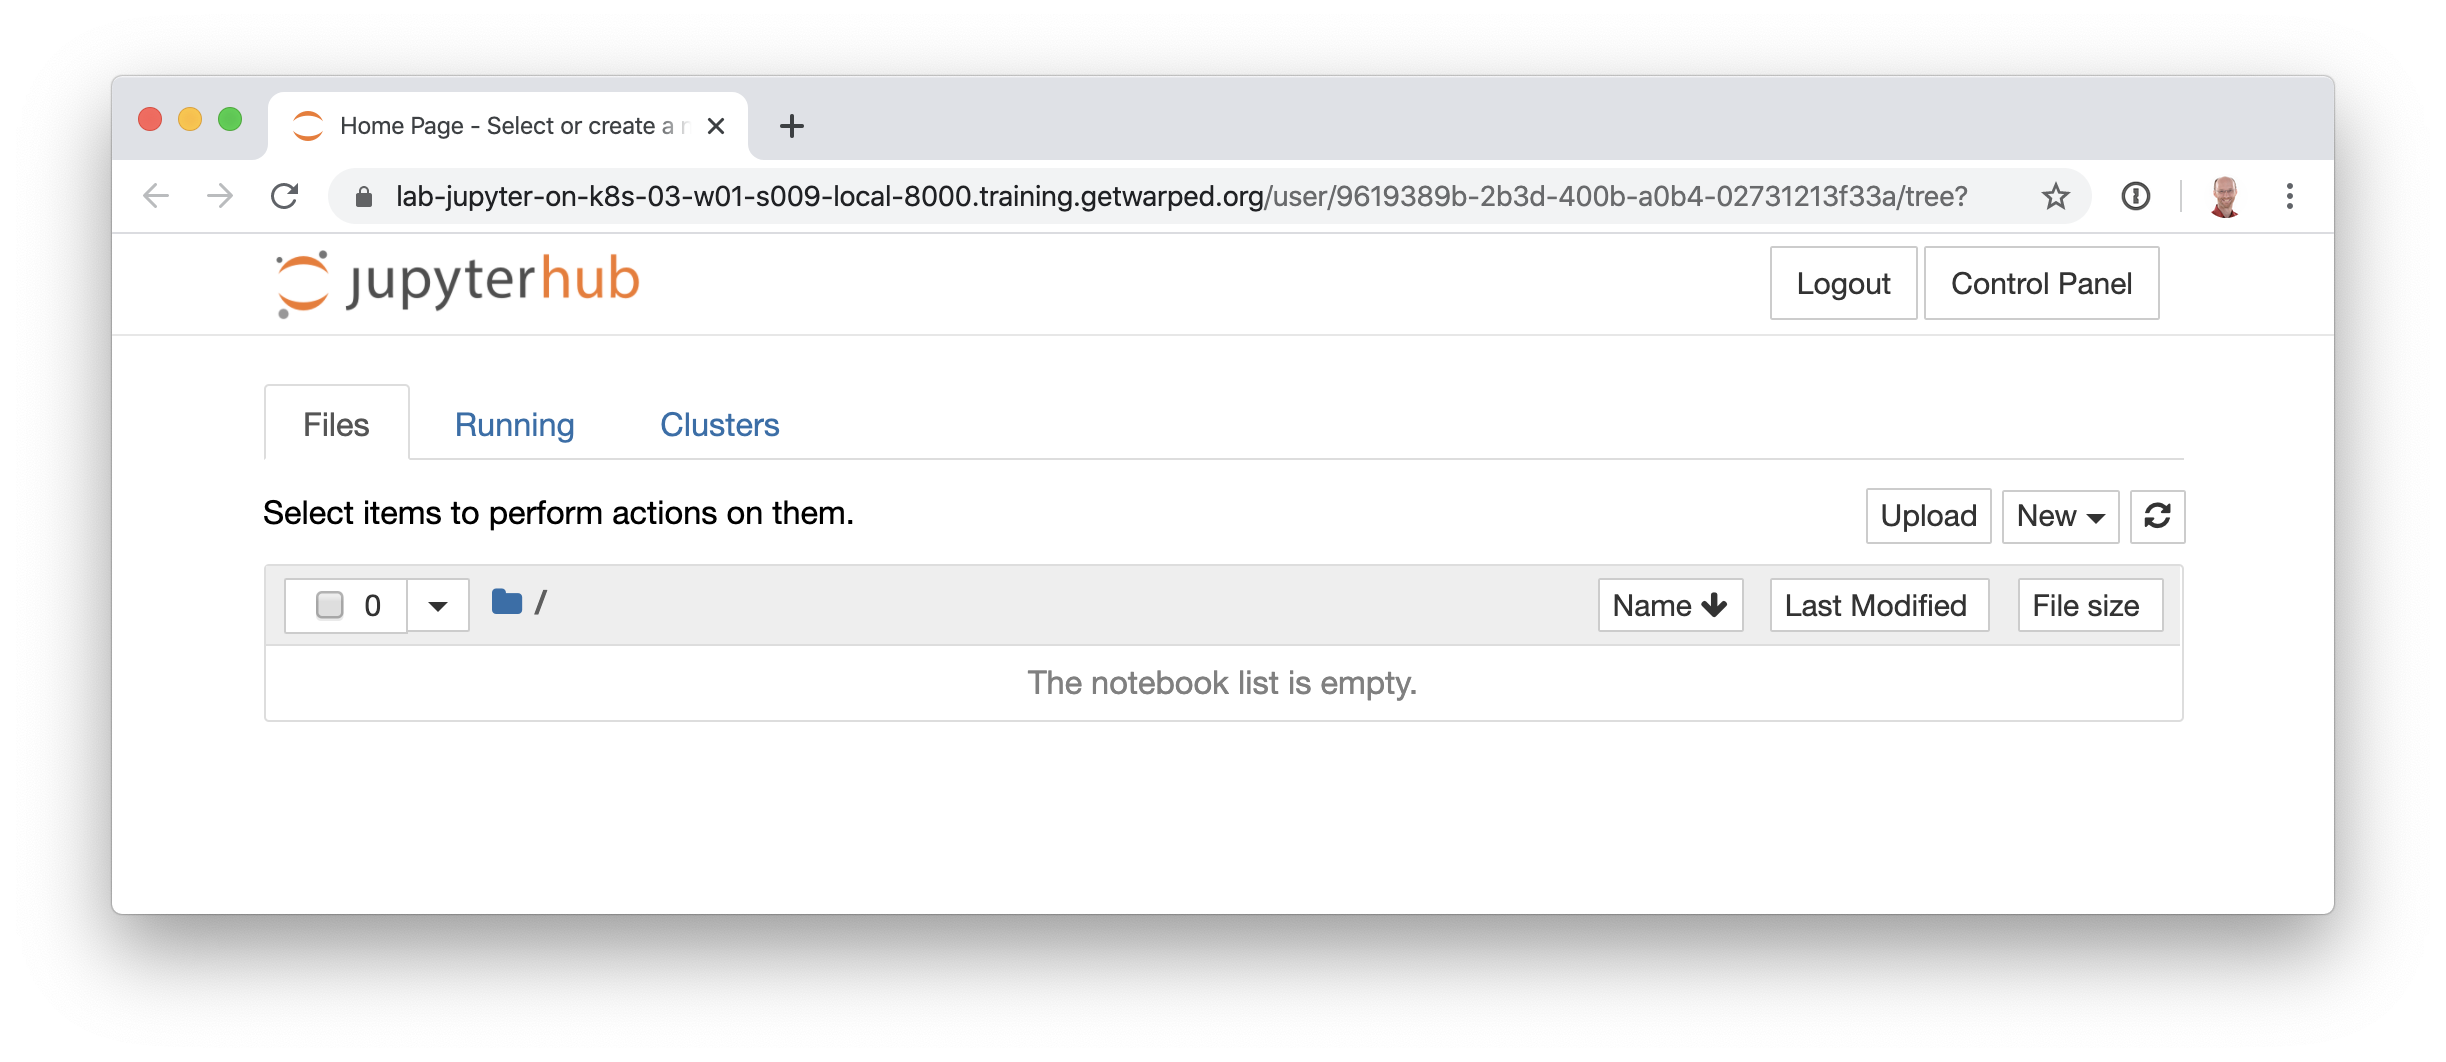 Home Page - Select or create a
lab-jupyter-on-k8s-03-w01-s009-local-8000.training.getwarped.org/user/9619389b-2b3d-400b-a0b4-02731213f33a/tree?
jupyterhub
Logout
Control Panel
Files
Running
Clusters
Select items to perform actions on them.
Upload
New
0
/
Name
Last Modified
File size
The notebook list is empty.